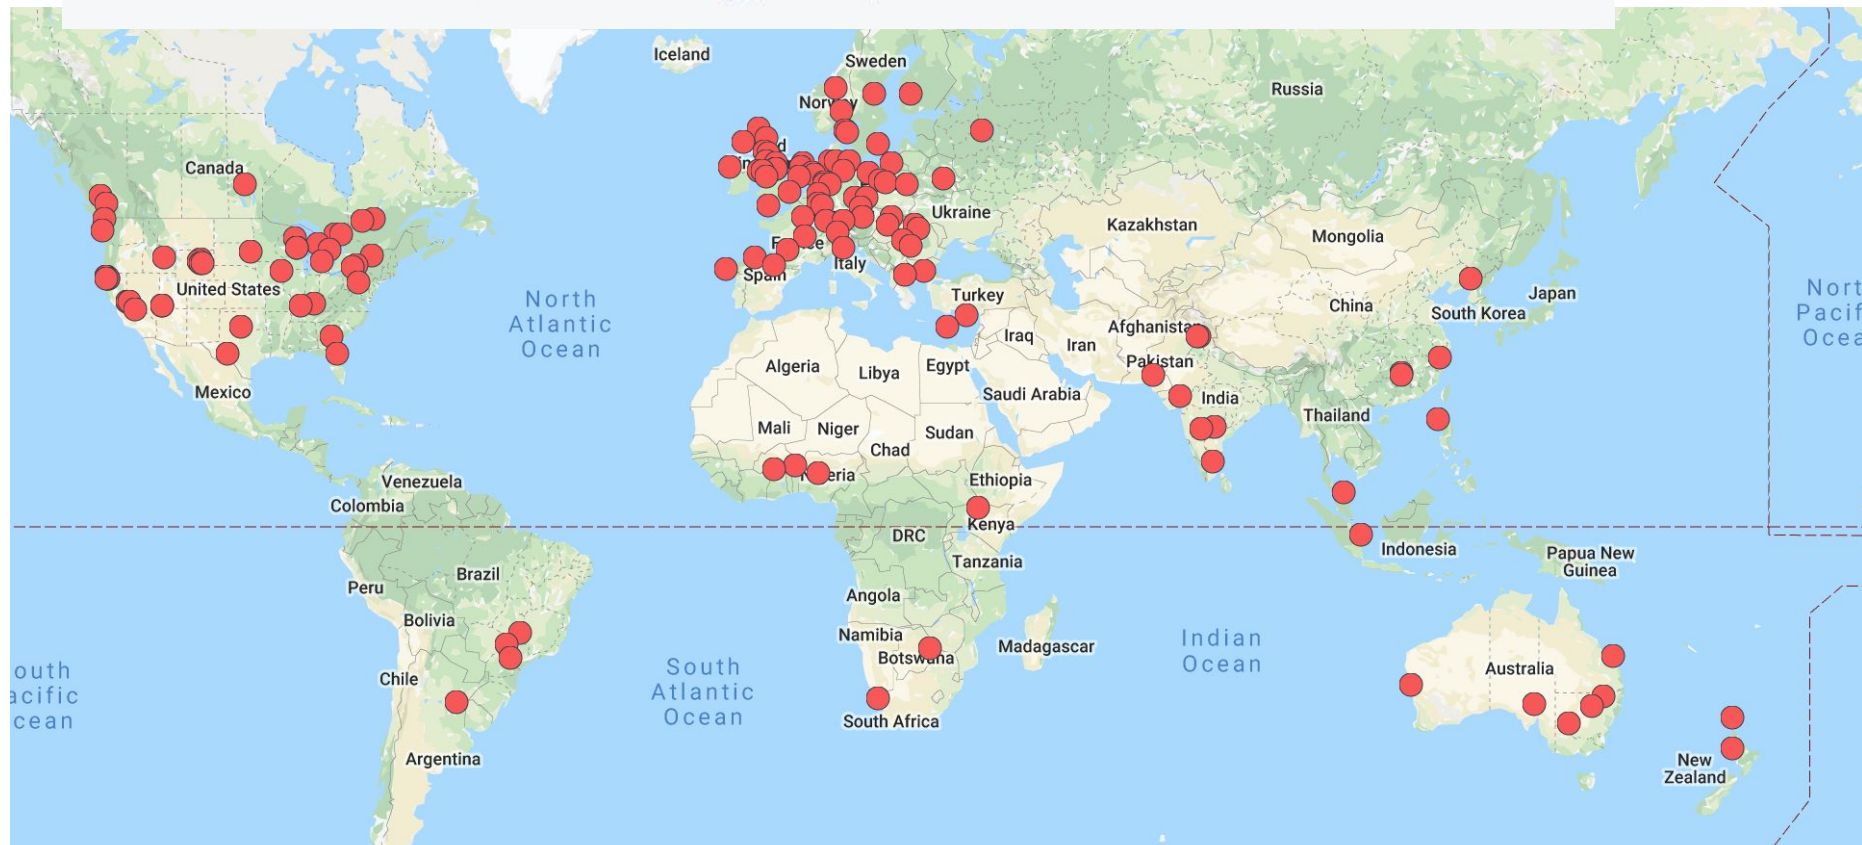 Iceland
Sweden
Russia
Canada
Ukraine
Kazakhstan
Mongolia
Italy
Spain
United States
Turkey
China
Japan
South Korea
North
Atlantic
Ocean
Afghanistan
Iraq
Iran
Pakistan
Algeria
Libya
Egypt
Saudi Arabia
Mexico
India
Thailand
Mali
Niger
Chad
Sudan
Venezuela
Colombia
Ethiopia
Kenya
DRC
Tanzania
Indonesia
Papua New
Guinea
Brazil
Peru
Angola
Bolivia
Namibia
Botswana
Madagascar
Indian
Ocean
Chile
South
Atlantic
Ocean
Australia
South Africa
Argentina
New
Zealand